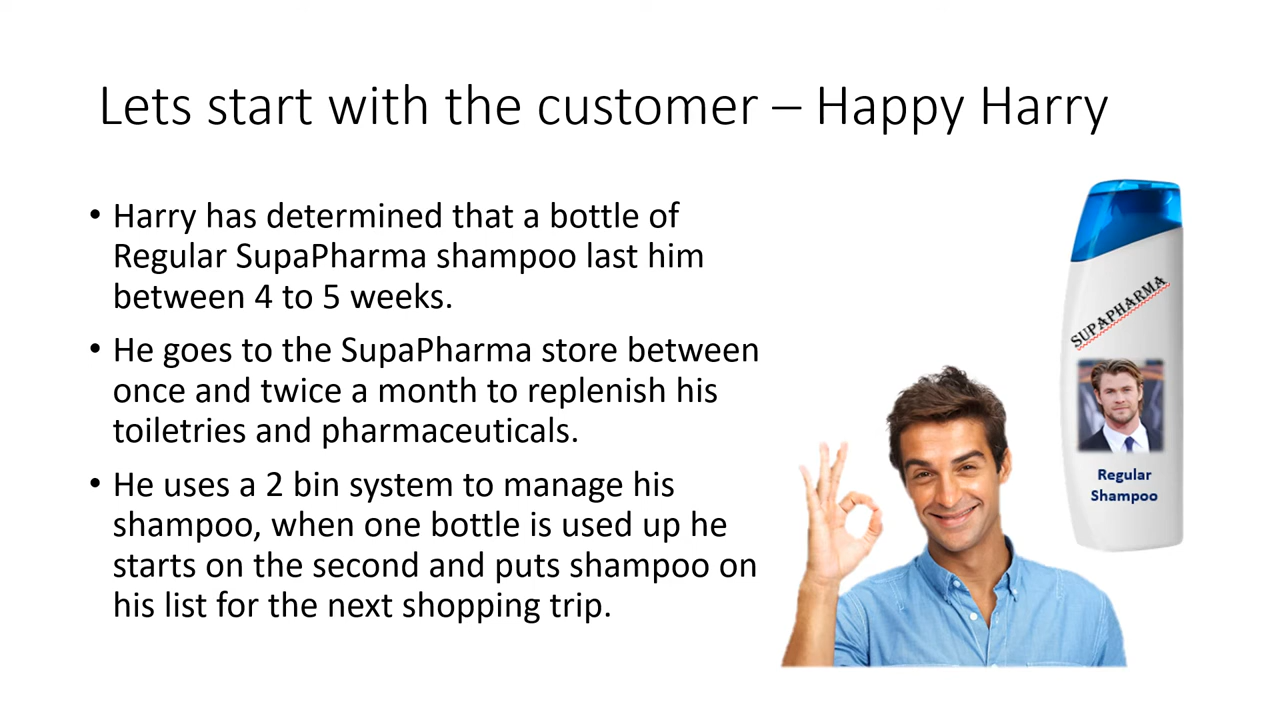 Lets start with the customer – Happy Harry
• Harry has determined that a bottle of
Regular SupaPharma shampoo last him
between 4 to 5 weeks.
• He goes to the SupaPharma store between
once and twice a month to replenish his
toiletries and pharmaceuticals.
• He uses a 2 bin system to manage his
shampoo, when one bottle is used up he
starts on the second and puts shampoo on
his list for the next shopping trip.
SUPAPHARMA
Regular
Shampoo